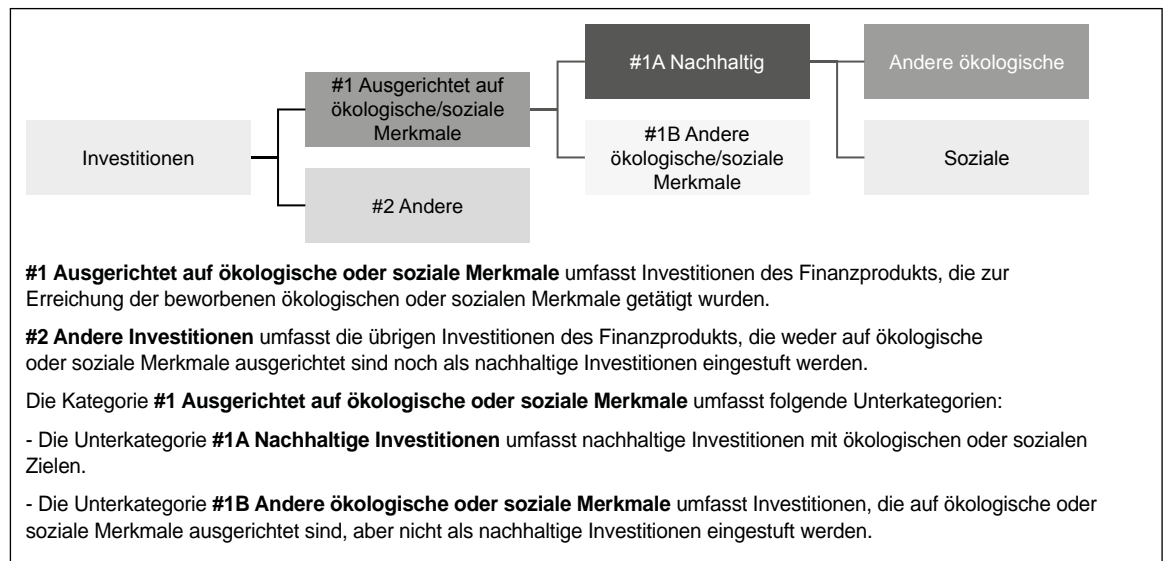 #1A Nachhaltig
Andere ökologische
#1 Ausgerichtet auf
ökologische/soziale
Merkmale
Investitionen
#1B Andere
ökologische/soziale
Merkmale
Soziale
#2 Andere
#1 Ausgerichtet auf ökologische oder soziale Merkmale umfasst Investitionen des Finanzprodukts, die zur
Erreichung der beworbenen ökologischen oder sozialen Merkmale getätigt wurden.
#2 Andere Investitionen umfasst die übrigen Investitionen des Finanzprodukts, die weder auf ökologische
oder soziale Merkmale ausgerichtet sind noch als nachhaltige Investitionen eingestuft werden.
Die Kategorie #1 Ausgerichtet auf ökologische oder soziale Merkmale umfasst folgende Unterkategorien:
- Die Unterkategorie #1A Nachhaltige Investitionen umfasst nachhaltige Investitionen mit ökologischen oder sozialen
Zielen.
- Die Unterkategorie #1B Andere ökologische oder soziale Merkmale umfasst Investitionen, die auf ökologische oder
soziale Merkmale ausgerichtet sind, aber nicht als nachhaltige Investitionen eingestuft werden.